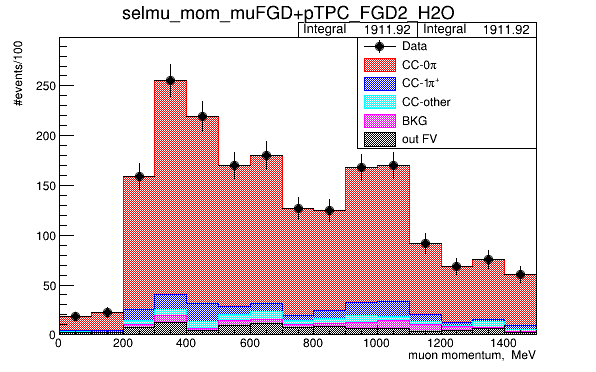 selmu_mom_muFGD+pTPC_FGD2_H2O
Integral 1911.92 Integral 1911.92
Data
CC-0π
CC-1π⁺
CC-other
BKG
out FV
#events/100
250
200
150
100
50
0
0 200 400 600 800 1000 1200 1400
muon momentum, MeV